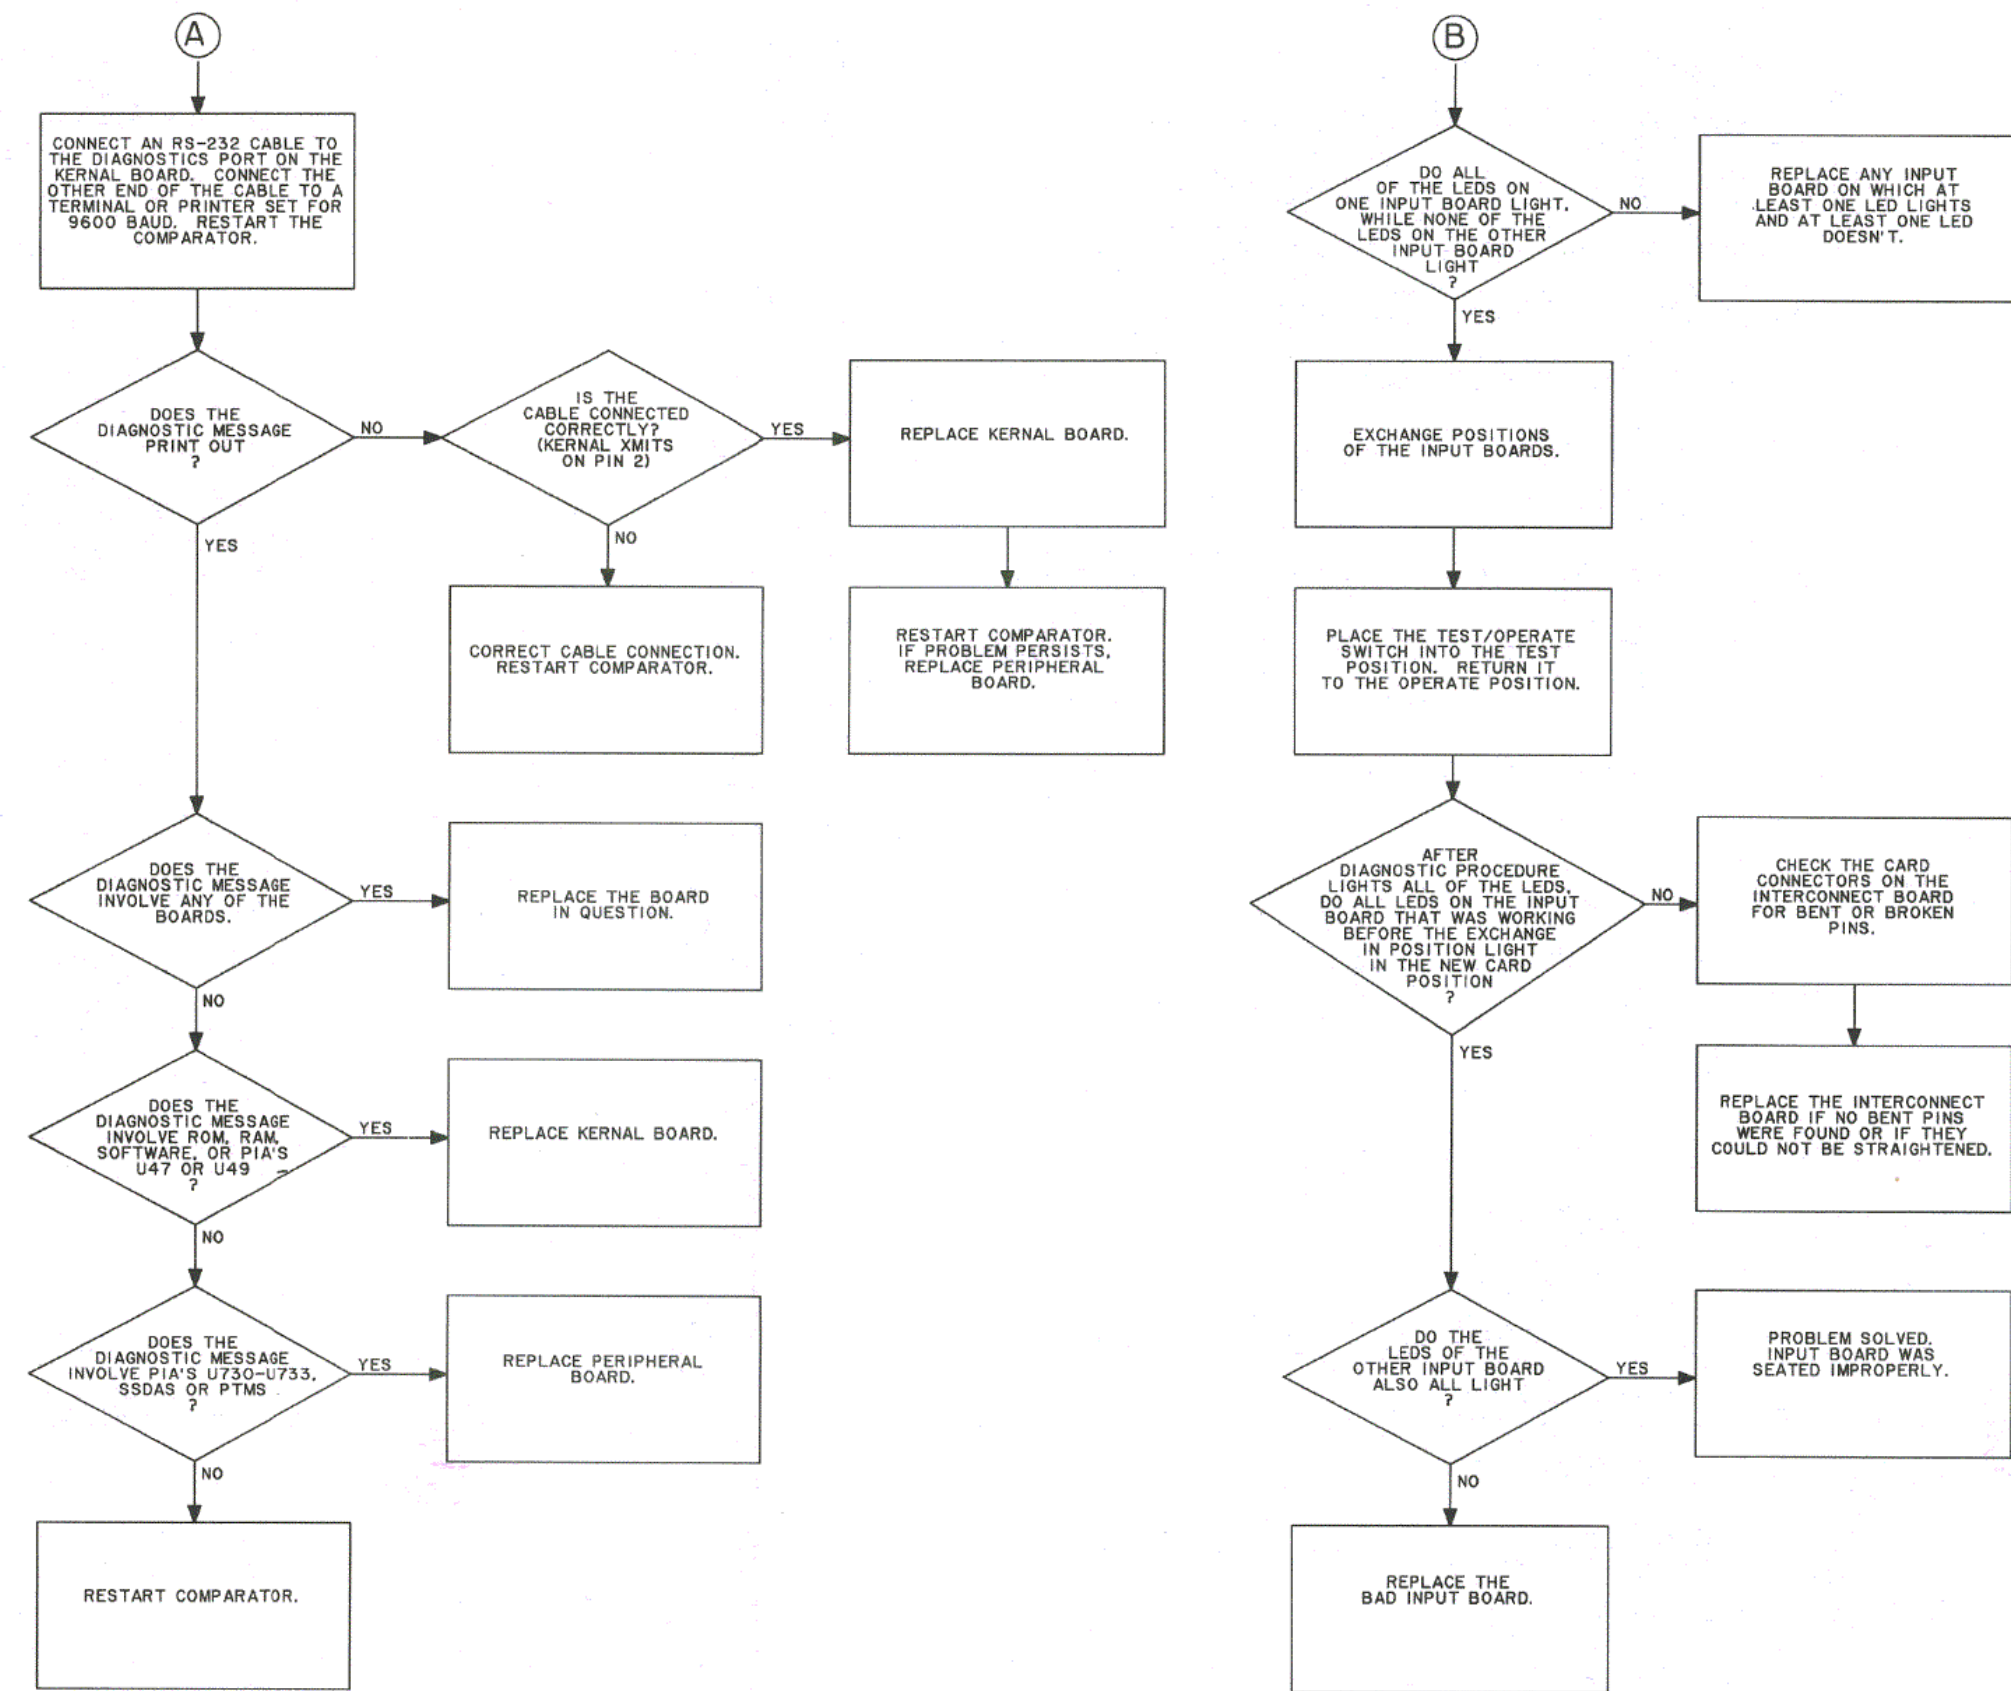 A
CONNECT AN RS-232 CABLE TO
THE DIAGNOSTICS PORT ON THE
KERNAL BOARD. CONNECT THE
OTHER END OF THE CABLE TO A
TERMINAL OR PRINTER SET FOR
9600 BAUD. RESTART THE
COMPARATOR.
DOES THE
DIAGNOSTIC MESSAGE
PRINT OUT
?
NO
IS THE
CABLE CONNECTED
CORRECTLY?
(KERNAL XMITS
ON PIN 2)
YES
REPLACE KERNAL BOARD.
YES
NO
CORRECT CABLE CONNECTION.
RESTART COMPARATOR.
RESTART COMPARATOR.
IF PROBLEM PERSISTS,
REPLACE PERIPHERAL
BOARD.
DOES THE
DIAGNOSTIC MESSAGE
INVOLVE ANY OF THE
BOARDS.
YES
REPLACE THE BOARD
IN QUESTION.
NO
DOES THE
DIAGNOSTIC MESSAGE
INVOLVE ROM, RAM,
SOFTWARE, OR PIA'S
U47 OR U49
?
YES
REPLACE KERNAL BOARD.
NO
DOES THE
DIAGNOSTIC MESSAGE
INVOLVE PIA'S U730-U733,
SSDAS OR PTMS
?
YES
REPLACE PERIPHERAL
BOARD.
NO
RESTART COMPARATOR.
B
DO ALL
OF THE LEDS ON
ONE INPUT BOARD LIGHT,
WHILE NONE OF THE
LEDS ON THE OTHER
INPUT BOARD
LIGHT
?
NO
REPLACE ANY INPUT
BOARD ON WHICH AT
LEAST ONE LED LIGHTS
AND AT LEAST ONE LED
DOESN'T.
YES
EXCHANGE POSITIONS
OF THE INPUT BOARDS.
PLACE THE TEST/OPERATE
SWITCH INTO THE TEST
POSITION. RETURN IT
TO THE OPERATE POSITION.
AFTER
DIAGNOSTIC PROCEDURE
LIGHTS ALL OF THE LEDS,
DO ALL LEDS ON THE INPUT
BOARD THAT WAS WORKING
BEFORE THE EXCHANGE
IN POSITION LIGHT
IN THE NEW CARD
POSITION
?
NO
CHECK THE CARD
CONNECTORS ON THE
INTERCONNECT BOARD
FOR BENT OR BROKEN
PINS.
YES
REPLACE THE INTERCONNECT
BOARD IF NO BENT PINS
WERE FOUND OR IF THEY
COULD NOT BE STRAIGHTENED.
DO THE
LEDS OF THE
OTHER INPUT BOARD
ALSO ALL LIGHT
?
YES
PROBLEM SOLVED.
INPUT BOARD WAS
SEATED IMPROPERLY.
NO
REPLACE THE
BAD INPUT BOARD.